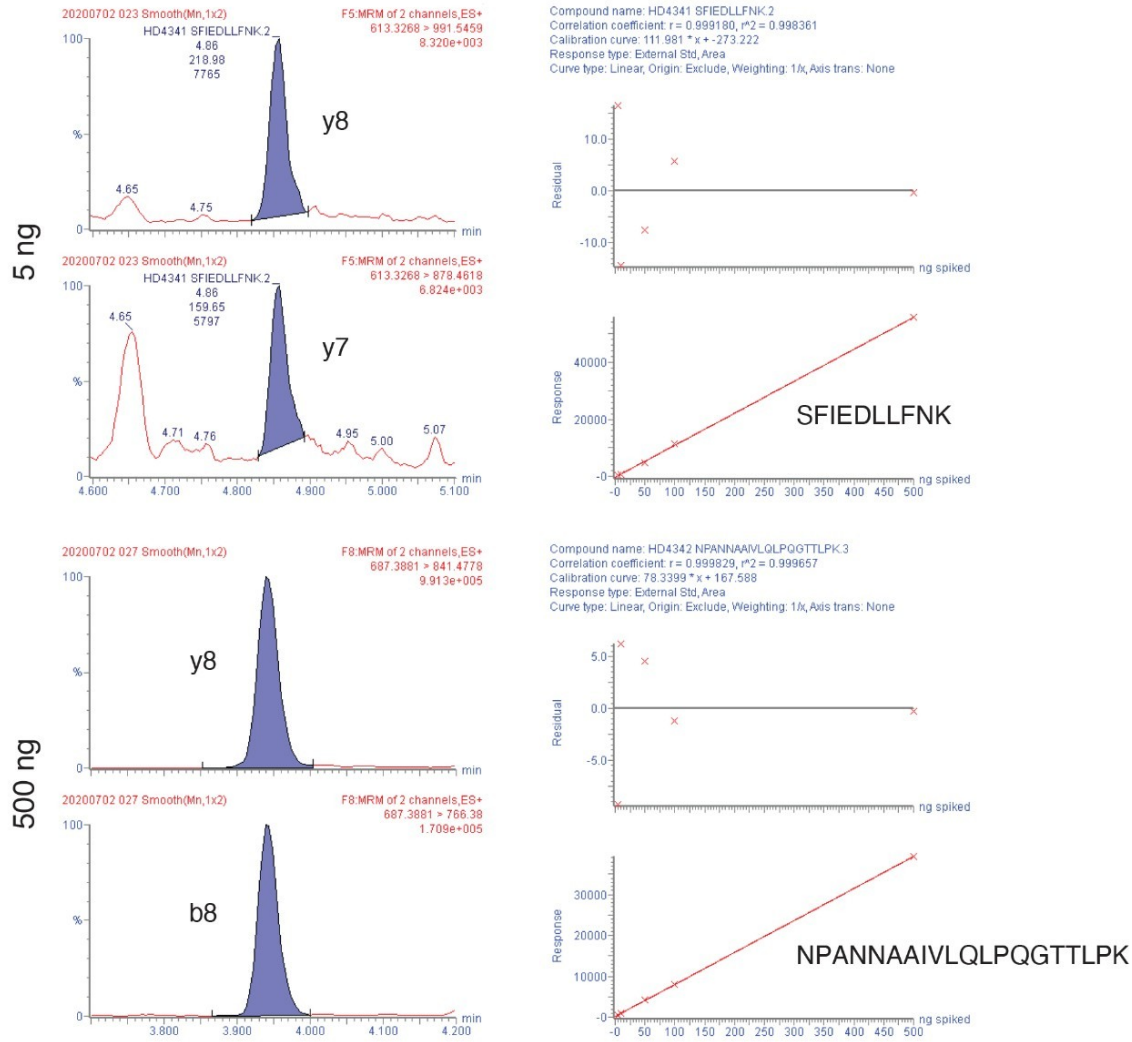 20200702 023 Smooth(Mn,1x2)
F5:MRM of 2 channels,ES+
613.3268 > 991.5459
8.320e+003
HD4341 SFIEDLLFNK.2
4.86
218.98
7765
100
%
0
4.65
4.75
y8
min
5 ng
20200702 023 Smooth(Mn,1x2)
F5:MRM of 2 channels,ES+
613.3268 > 878.4618
6.824e+003
HD4341 SFIEDLLFNK.2
4.86
159.65
5797
100
%
0
4.65
4.71
4.76
y7
4.95
5.00
5.07
min
4.600 4.700 4.800 4.900 5.000 5.100
Compound name: HD4341 SFIEDLLFNK.2
Correlation coefficient: r = 0.999180, r^2 = 0.998361
Calibration curve: 111.981 * x + -273.222
Response type: External Std, Area
Curve type: Linear, Origin: Exclude, Weighting: 1/x, Axis trans: None
Residual
10.0
0.0
-10.0
ng spiked
Response
40000
20000
-0
SFIEDLLFNK
ng spiked
-0 50 100 150 200 250 300 350 400 450 500
20200702 027 Smooth(Mn,1x2)
F8:MRM of 2 channels,ES+
687.3881 > 841.4778
9.913e+005
100
%
0
y8
min
500 ng
20200702 027 Smooth(Mn,1x2)
F8:MRM of 2 channels,ES+
687.3881 > 766.38
1.709e+005
100
%
0
b8
min
3.800 3.900 4.000 4.100 4.200
Compound name: HD4342 NPANNAAIVLQLPQGTTLPK.3
Correlation coefficient: r = 0.999829, r^2 = 0.999657
Calibration curve: 78.3399 * x + 167.588
Response type: External Std, Area
Curve type: Linear, Origin: Exclude, Weighting: 1/x, Axis trans: None
Residual
5.0
0.0
-5.0
ng spiked
Response
30000
20000
10000
-0
NPANNAAIVLQLPQGTTLPK
ng spiked
-0 50 100 150 200 250 300 350 400 450 500